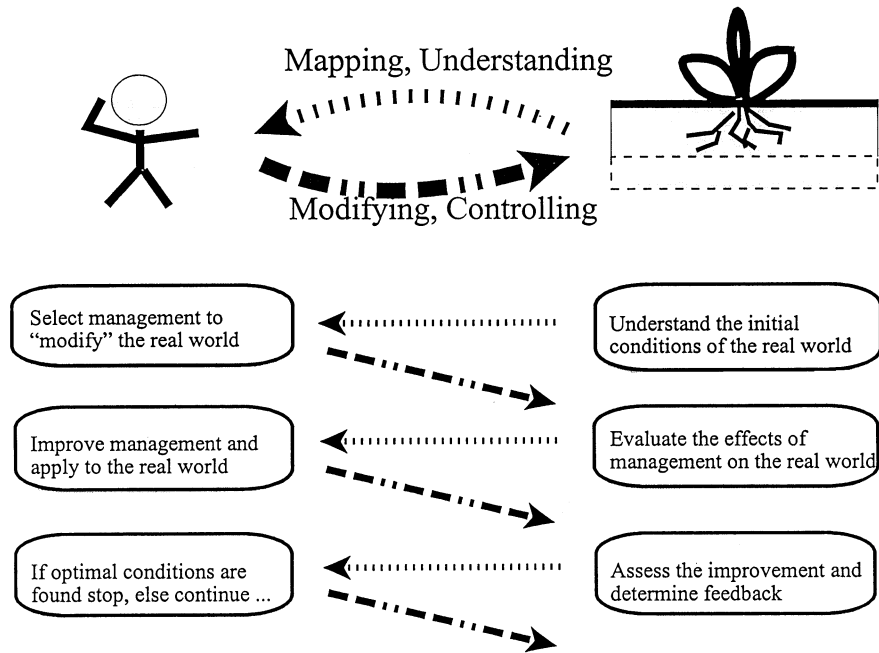 Mapping, Understanding
Modifying, Controlling
Select management to
“modify” the real world
Understand the initial
conditions of the real world
Improve management and
apply to the real world
Evaluate the effects of
management on the real world
If optimal conditions are
found stop, else continue ...
Assess the improvement and
determine feedback